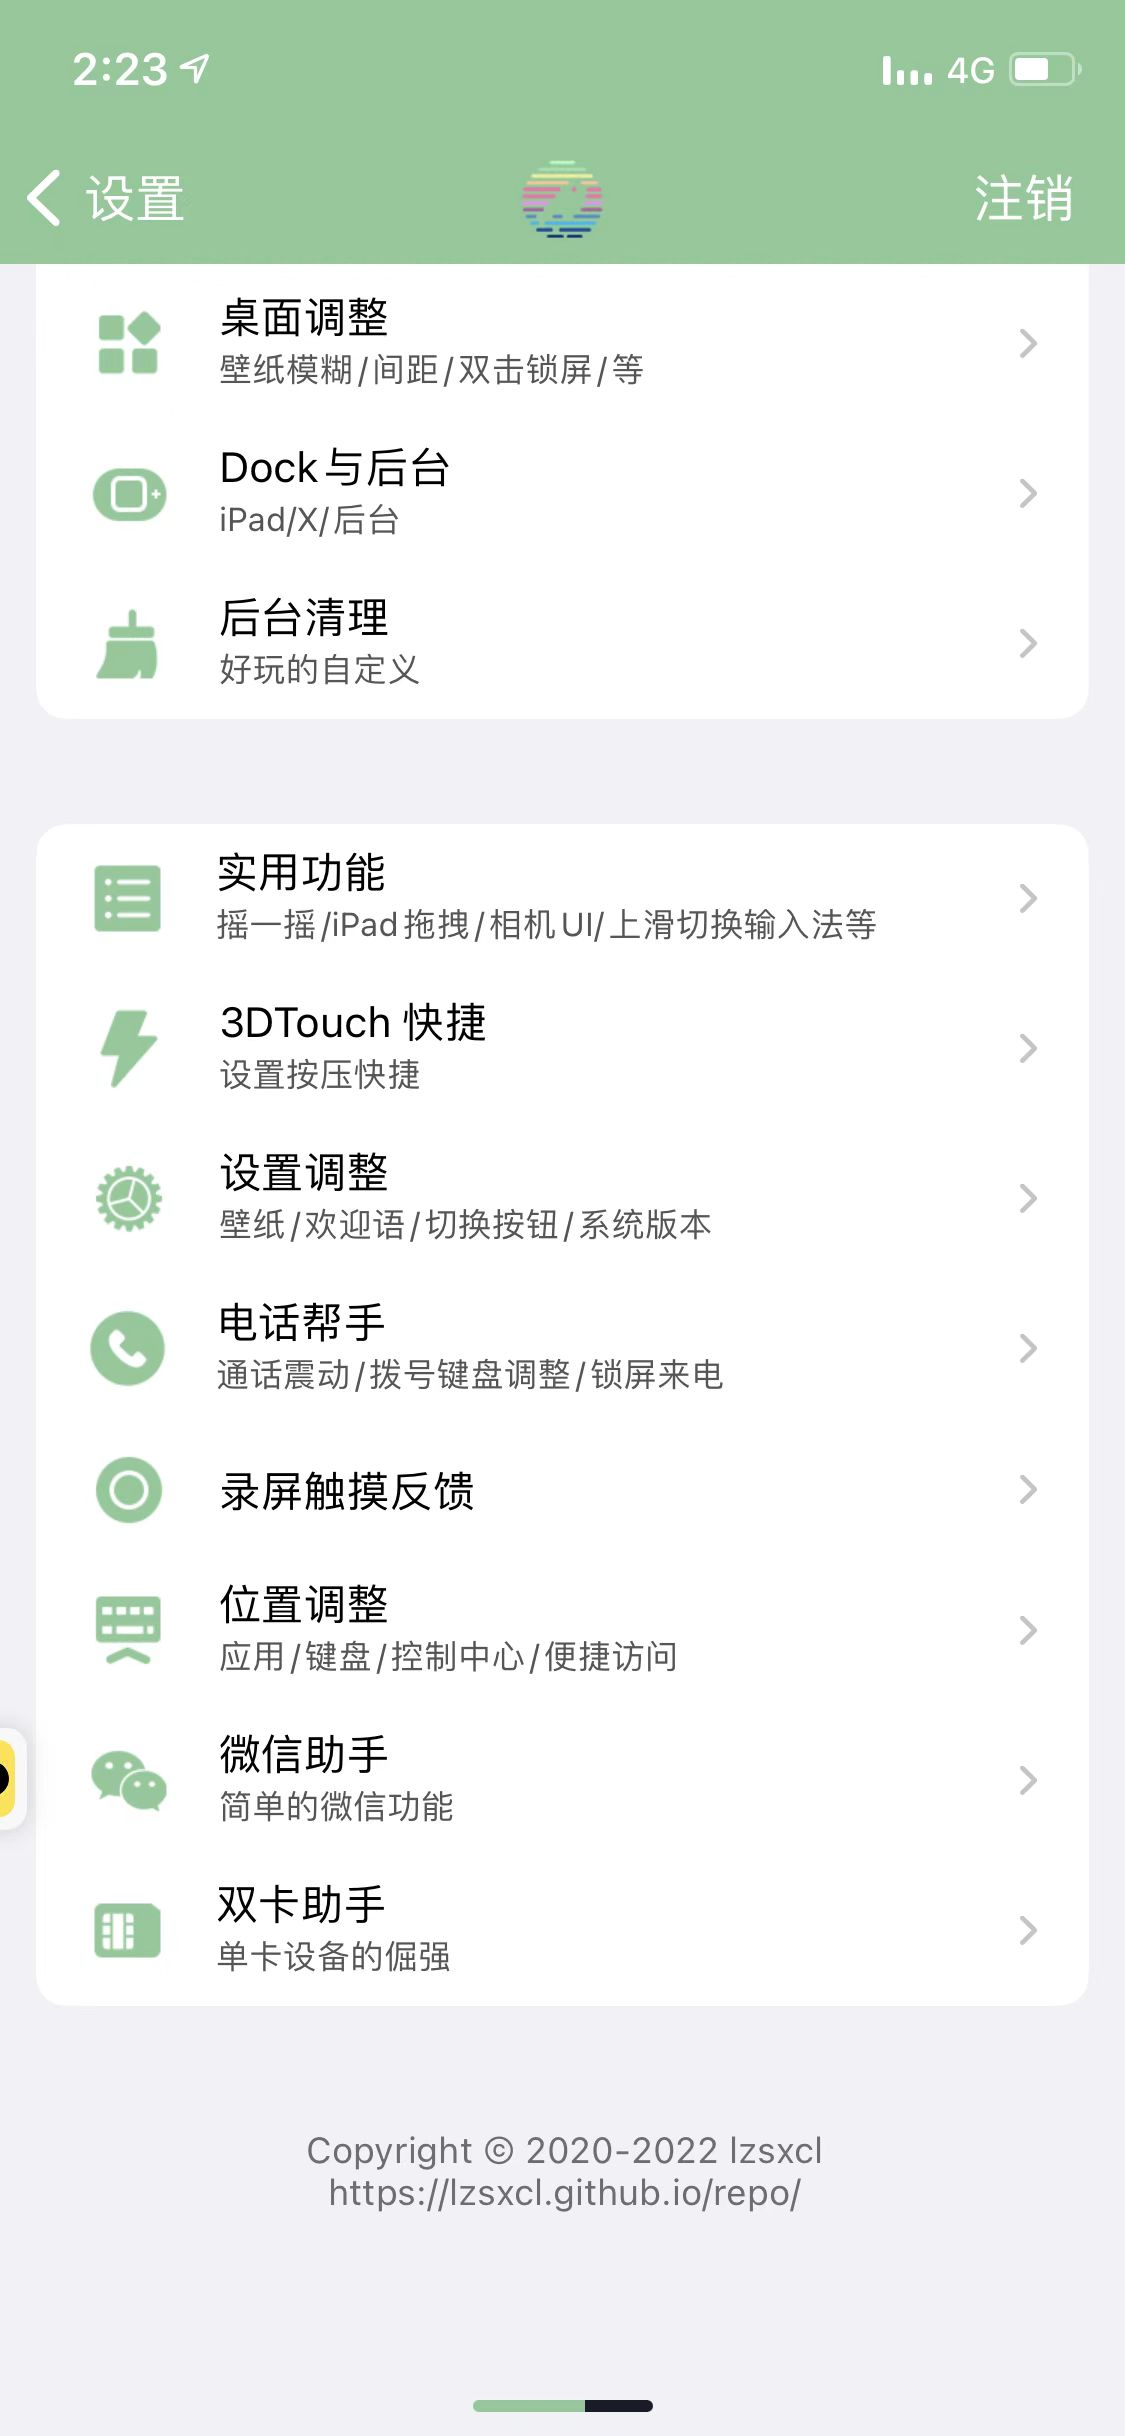 2:23
4G
设置
注销
桌面调整
壁纸模糊/间距/双击锁屏/等
Dock与后台
iPad/X/后台
后台清理
好玩的自定义
实用功能
摇一摇/iPad拖拽/相机UI/上滑切换输入法等
3DTouch 快捷
设置按压快捷
设置调整
壁纸/欢迎语/切换按钮/系统版本
电话帮手
通话震动/拨号键盘调整/锁屏来电
录屏触摸反馈
位置调整
应用/键盘/控制中心/便捷访问
微信助手
简单的微信功能
双卡助手
单卡设备的倔强
Copyright © 2020-2022 lzsxcl
https://lzsxcl.github.io/repo/